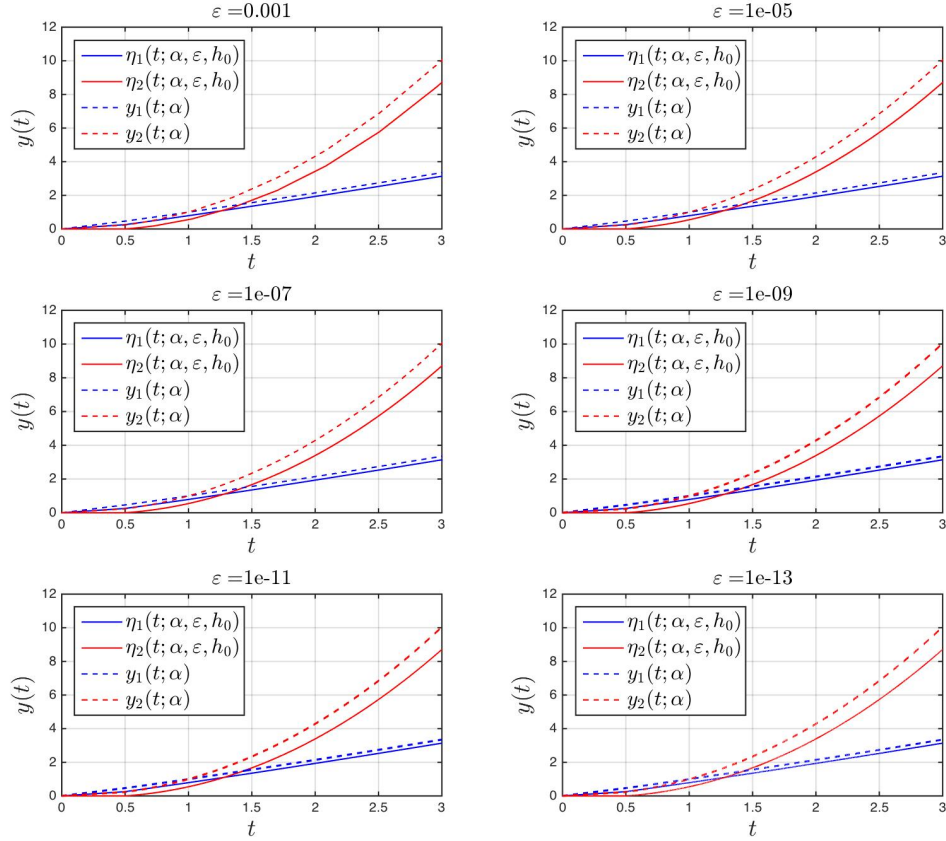 ε =0.001
12
10
8
6
4
2
0
y(t)
η₁(t; α, ε, h₀)
η₂(t; α, ε, h₀)
y₁(t; α)
y₂(t; α)
0 0.5 1 1.5 2 2.5 3
t
ε =1e-05
12
10
8
6
4
2
0
y(t)
η₁(t; α, ε, h₀)
η₂(t; α, ε, h₀)
y₁(t; α)
y₂(t; α)
0 0.5 1 1.5 2 2.5 3
t
ε =1e-07
12
10
8
6
4
2
0
y(t)
η₁(t; α, ε, h₀)
η₂(t; α, ε, h₀)
y₁(t; α)
y₂(t; α)
0 0.5 1 1.5 2 2.5 3
t
ε =1e-09
12
10
8
6
4
2
0
y(t)
η₁(t; α, ε, h₀)
η₂(t; α, ε, h₀)
y₁(t; α)
y₂(t; α)
0 0.5 1 1.5 2 2.5 3
t
ε =1e-11
12
10
8
6
4
2
0
y(t)
η₁(t; α, ε, h₀)
η₂(t; α, ε, h₀)
y₁(t; α)
y₂(t; α)
0 0.5 1 1.5 2 2.5 3
t
ε =1e-13
12
10
8
6
4
2
0
y(t)
η₁(t; α, ε, h₀)
η₂(t; α, ε, h₀)
y₁(t; α)
y₂(t; α)
0 0.5 1 1.5 2 2.5 3
t